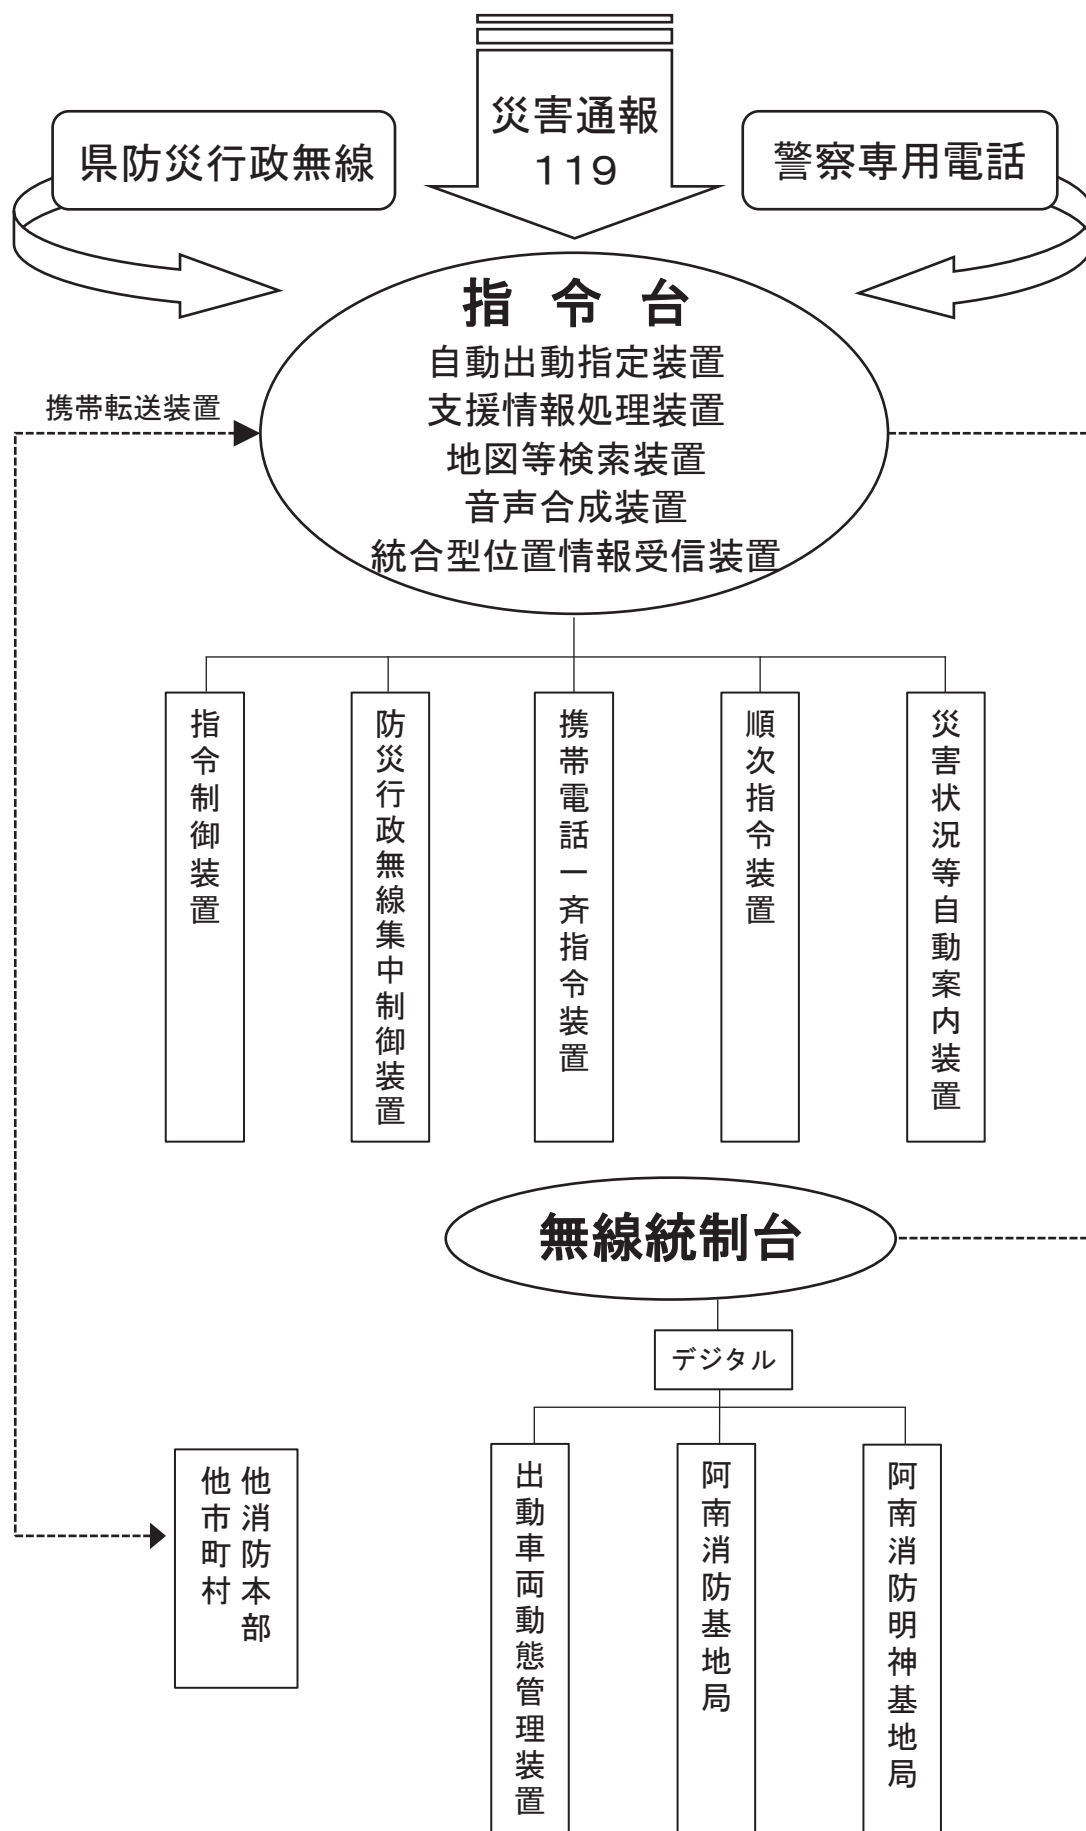 災害通報
119
県防災行政無線
警察専用電話
指 令 台
自動出動指定装置
支援情報処理装置
地図等検索装置
音声合成装置
統合型位置情報受信装置
携帯転送装置
指令制御装置
防災行政無線集中制御装置
携帯電話一斉指令装置
順次指令装置
災害状況等自動案内装置
無線統制台
デジタル
他消防本部
他市町村
出動車両動態管理装置
阿南消防基地局
阿南消防明神基地局